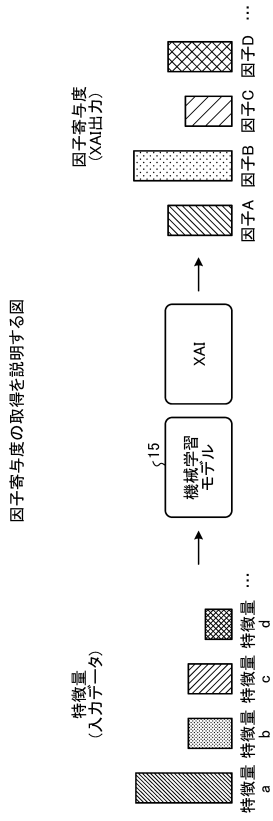 因子寄与度の取得を説明する図
特徴量
(入力データ)
特徴量
a
特徴量
b
特徴量
c
特徴量
d
…
15
機械学習
モデル
XAI
因子寄与度
(XAI出力)
因子A
因子B
因子C
因子D
…